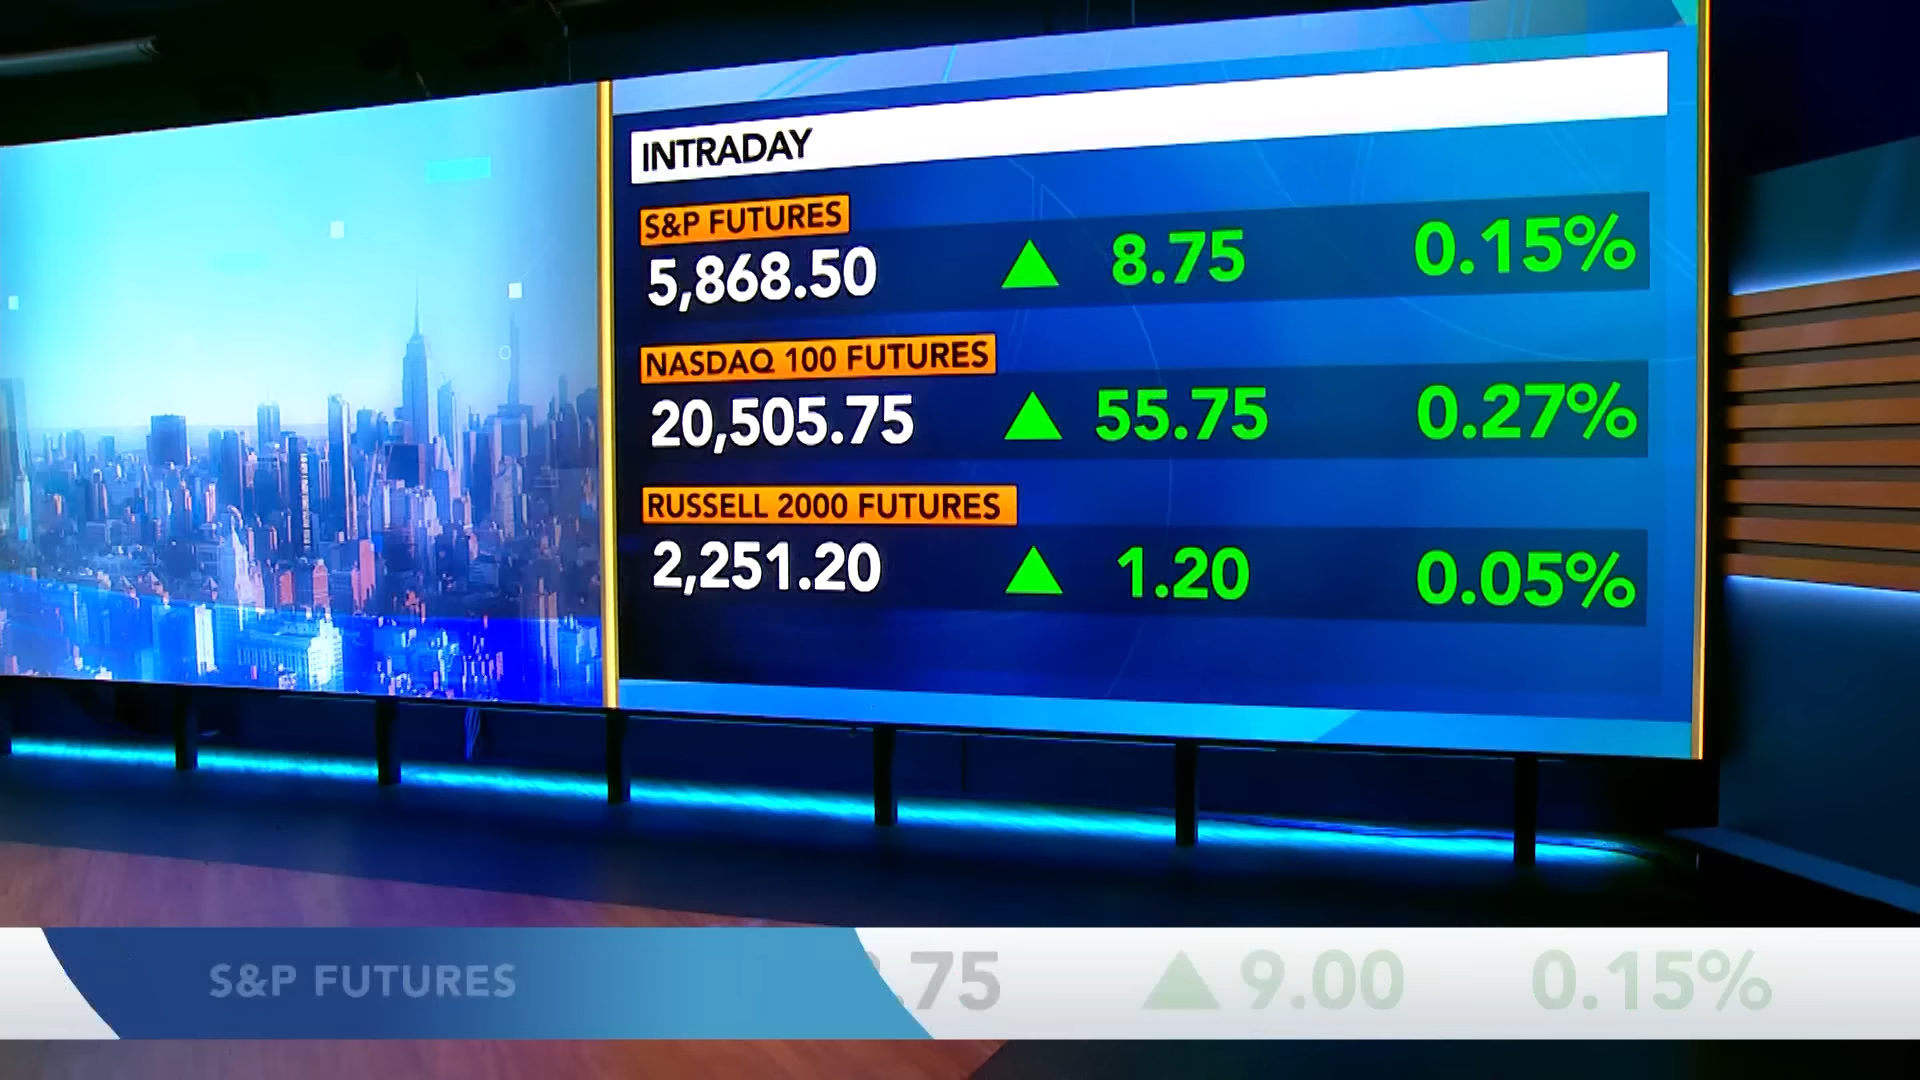 INTRADAY
S&P FUTURES
5,868.50 ▲ 8.75 0.15%
NASDAQ 100 FUTURES
20,505.75 ▲ 55.75 0.27%
RUSSELL 2000 FUTURES
2,251.20 ▲ 1.20 0.05%
S&P FUTURES .75 ▲ 9.00 0.15%